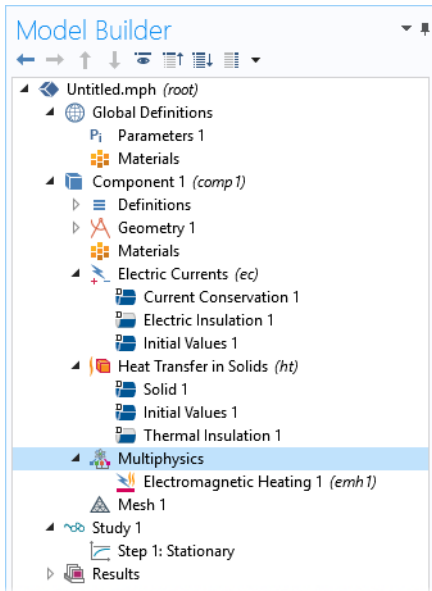 Model Builder
Untitled.mph (root)
Global Definitions
Pi Parameters 1
Materials
Component 1 (comp1)
Definitions
Geometry 1
Materials
Electric Currents (ec)
Current Conservation 1
Electric Insulation 1
Initial Values 1
Heat Transfer in Solids (ht)
Solid 1
Initial Values 1
Thermal Insulation 1
Multiphysics
Electromagnetic Heating 1 (emh1)
Mesh 1
Study 1
Step 1: Stationary
Results